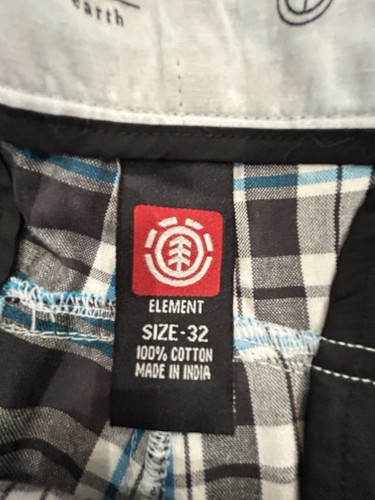 earth
ELEMENT
SIZE-32
100% COTTON
MADE IN INDIA